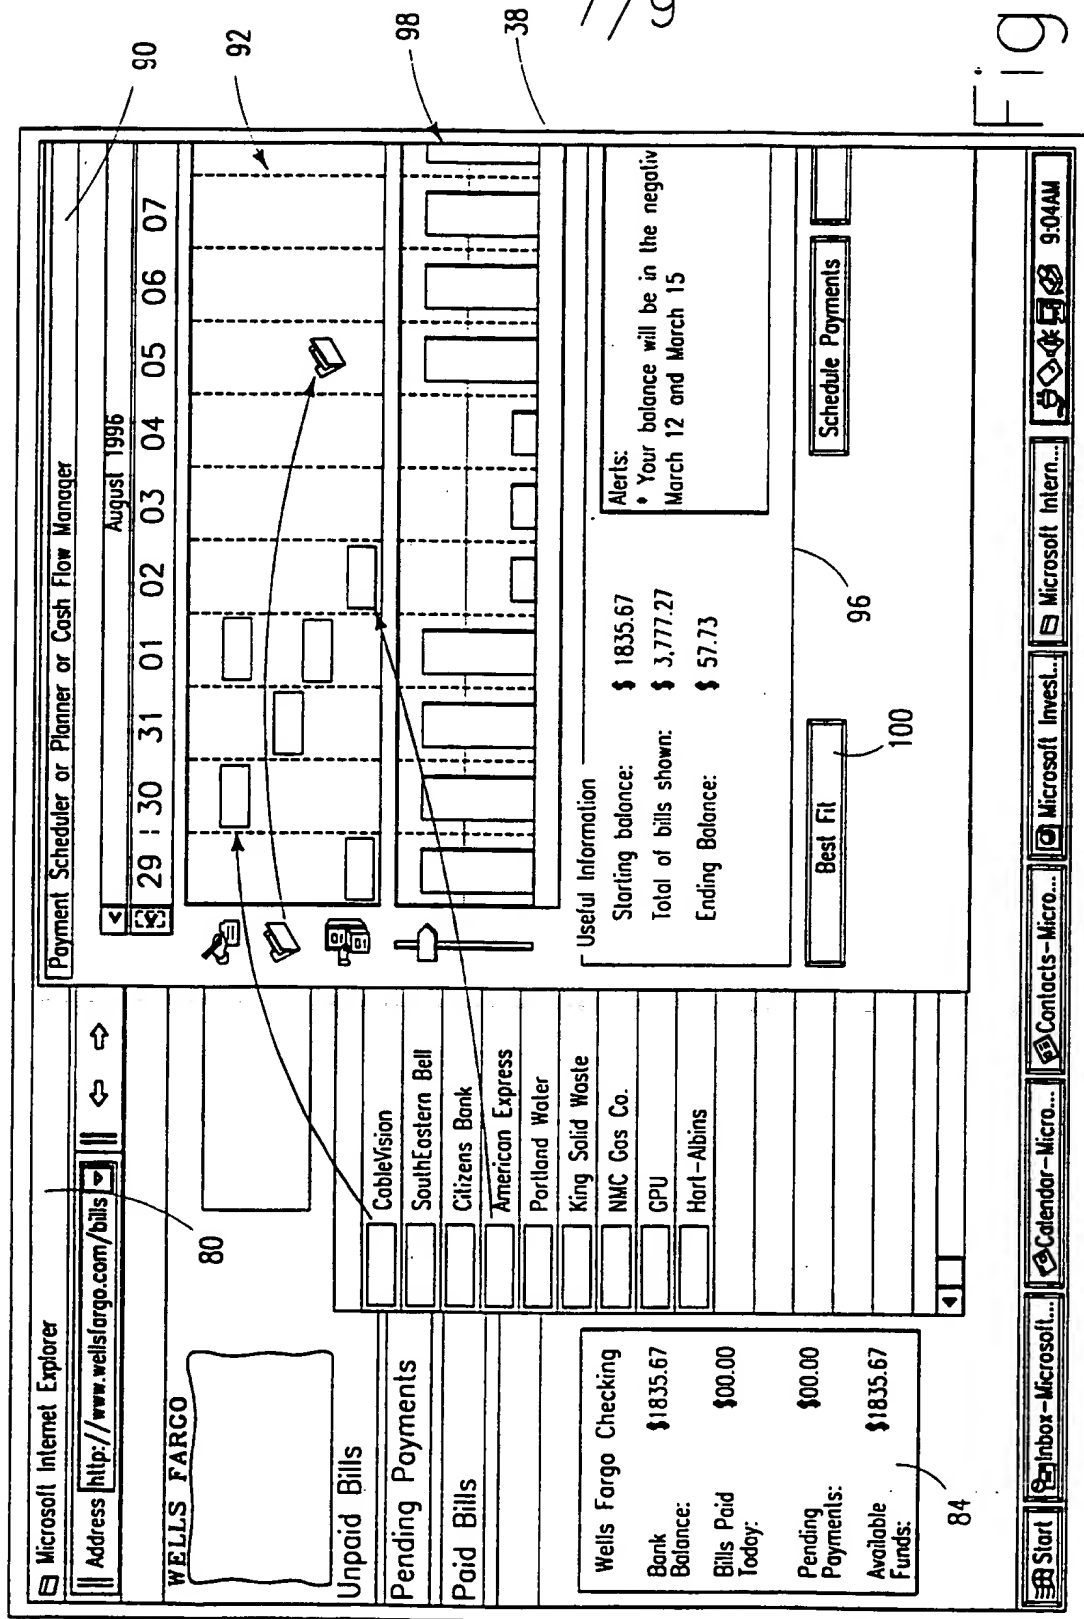 7/9
Fig
Microsoft Internet Explorer
Address http://www.wellsfargo.com/bills
WELLS FARGO
Unpaid Bills
Pending Payments
Paid Bills
Wells Fargo Checking
Bank Balance: $1835.67
Bills Paid Today: $00.00
Pending Payments: $00.00
Available Funds: $1835.67
84
80
CableVision
SouthEastern Bell
Citizens Bank
American Express
Portland Water
King Solid Waste
NMC Gas Co.
GPU
Hart-Albins
Payment Scheduler or Planner or Cash Flow Manager
August 1996
29 30 31 01 02 03 04 05 06 07
90
92
98
38
Useful Information
Starting balance: $ 1835.67
Total of bills shown: $ 3,777.27
Ending Balance: $ 57.73
Alerts:
* Your balance will be in the negativ
March 12 and March 15
96
Best Fit
100
Schedule Payments
Start
Inbox-Microsoft...
Calendar-Micro...
Contacts-Micro...
Microsoft Invest...
Microsoft Intern...
9:04AM